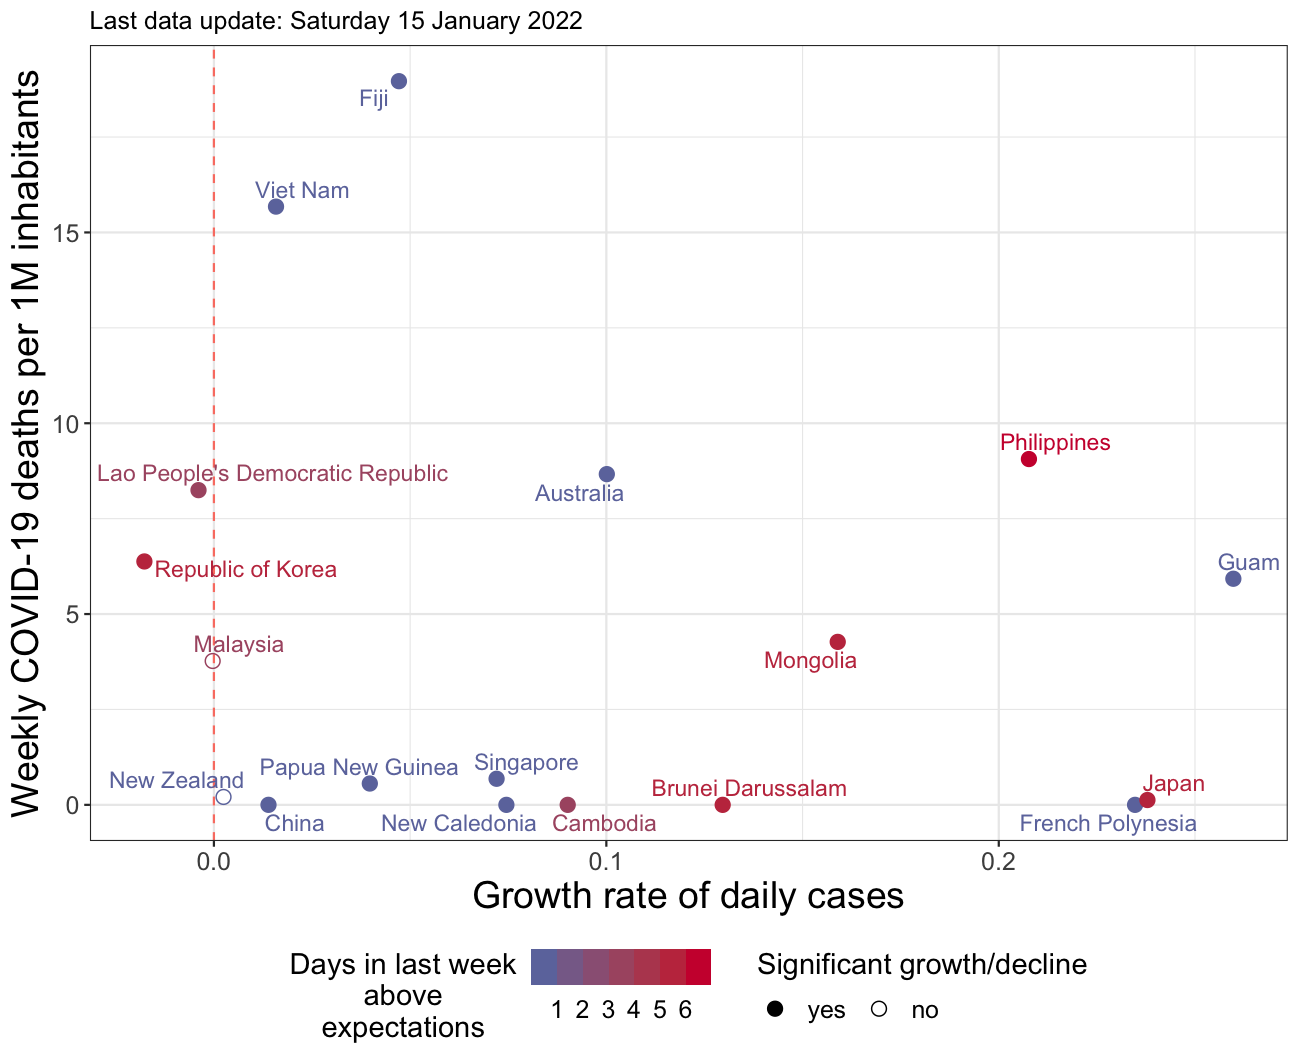 Last data update: Saturday 15 January 2022
Weekly COVID-19 deaths per 1M inhabitants
15
10
5
0
Fiji
Viet Nam
Philippines
Lao People's Democratic Republic
Australia
Guam
Republic of Korea
Malaysia
Mongolia
Singapore
Papua New Guinea
New Zealand
Japan
Brunei Darussalam
China
New Caledonia
Cambodia
French Polynesia
0.0
0.1
0.2
Growth rate of daily cases
Days in last week
above
expectations
1 2 3 4 5 6
Significant growth/decline
yes
no